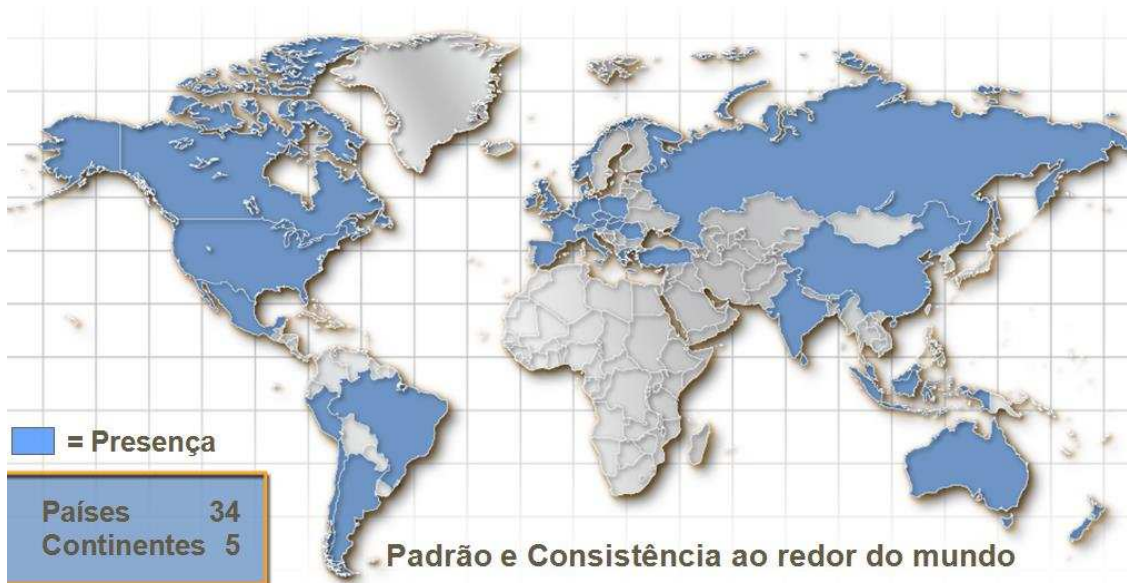 = Presença
Países 34
Continentes 5
Padrão e Consistência ao redor do mundo